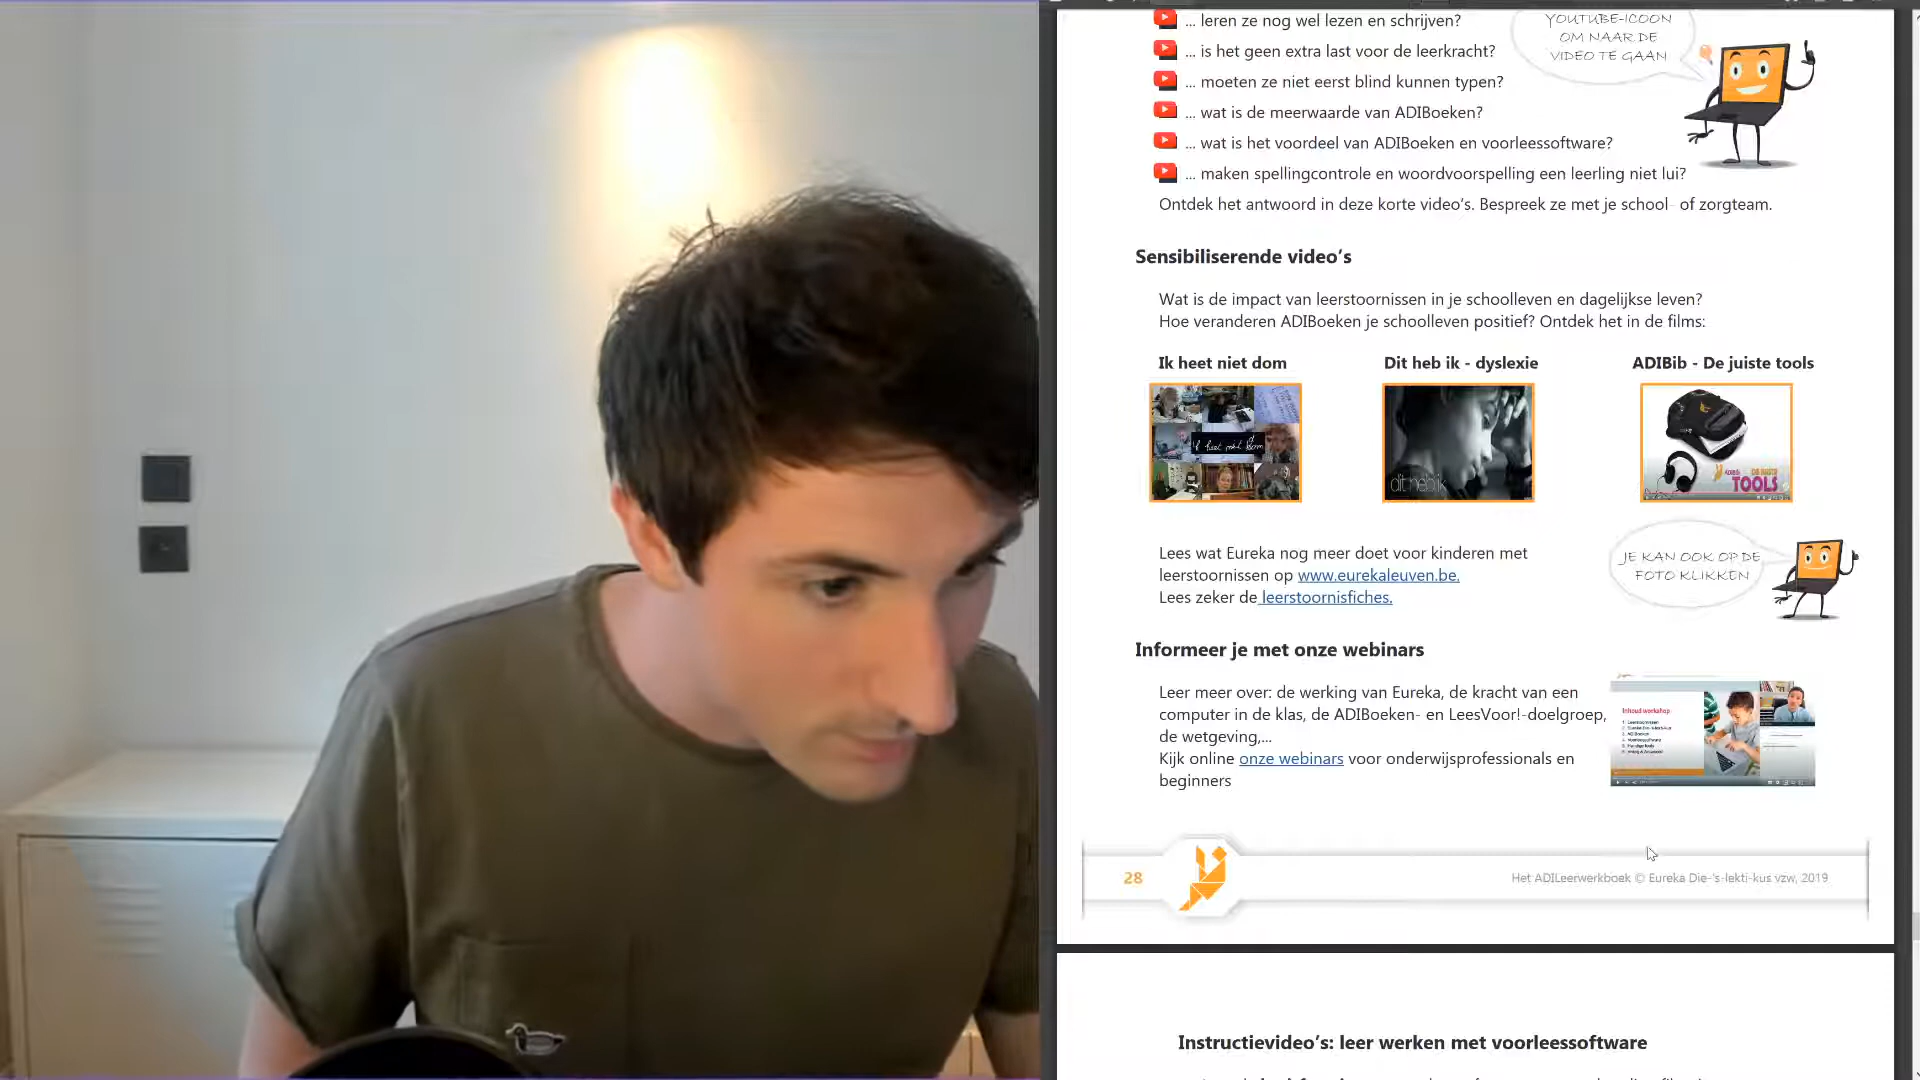 YOUTUBE-ICOON
OM NAAR DE
VIDEO TE GAAN
... leren ze nog wel lezen en schrijven?
... is het geen extra last voor de leerkracht?
... moeten ze niet eerst blind kunnen typen?
... wat is de meerwaarde van ADIBoeken?
... wat is het voordeel van ADIBoeken en voorleessoftware?
... maken spellingcontrole en woordvoorspelling een leerling niet lui?
Ontdek het antwoord in deze korte video's. Bespreek ze met je school- of zorgteam.
Sensibiliserende video's
Wat is de impact van leerstoornissen in je schoolleven en dagelijkse leven?
Hoe veranderen ADIBoeken je schoolleven positief? Ontdek het in de films:
Ik heet niet dom
Dit heb ik - dyslexie
ADIBib - De juiste tools
ik heet niet dom
dit heb ik
ADIBib DE JUISTE
TOOLS
Lees wat Eureka nog meer doet voor kinderen met
leerstoornissen op www.eurekaleuven.be.
Lees zeker de leerstoornisfiches.
JE KAN OOK OP DE
FOTO KLIKKEN
Informeer je met onze webinars
Leer meer over: de werking van Eureka, de kracht van een
computer in de klas, de ADIBoeken- en LeesVoor!-doelgroep,
de wetgeving,...
Kijk online onze webinars voor onderwijsprofessionals en
beginners
Inhoud workshop
28
Het ADILeerwerkboek © Eureka Die-'s-lekti-kus vzw, 2019
Instructievideo's: leer werken met voorleessoftware